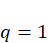 q = 1